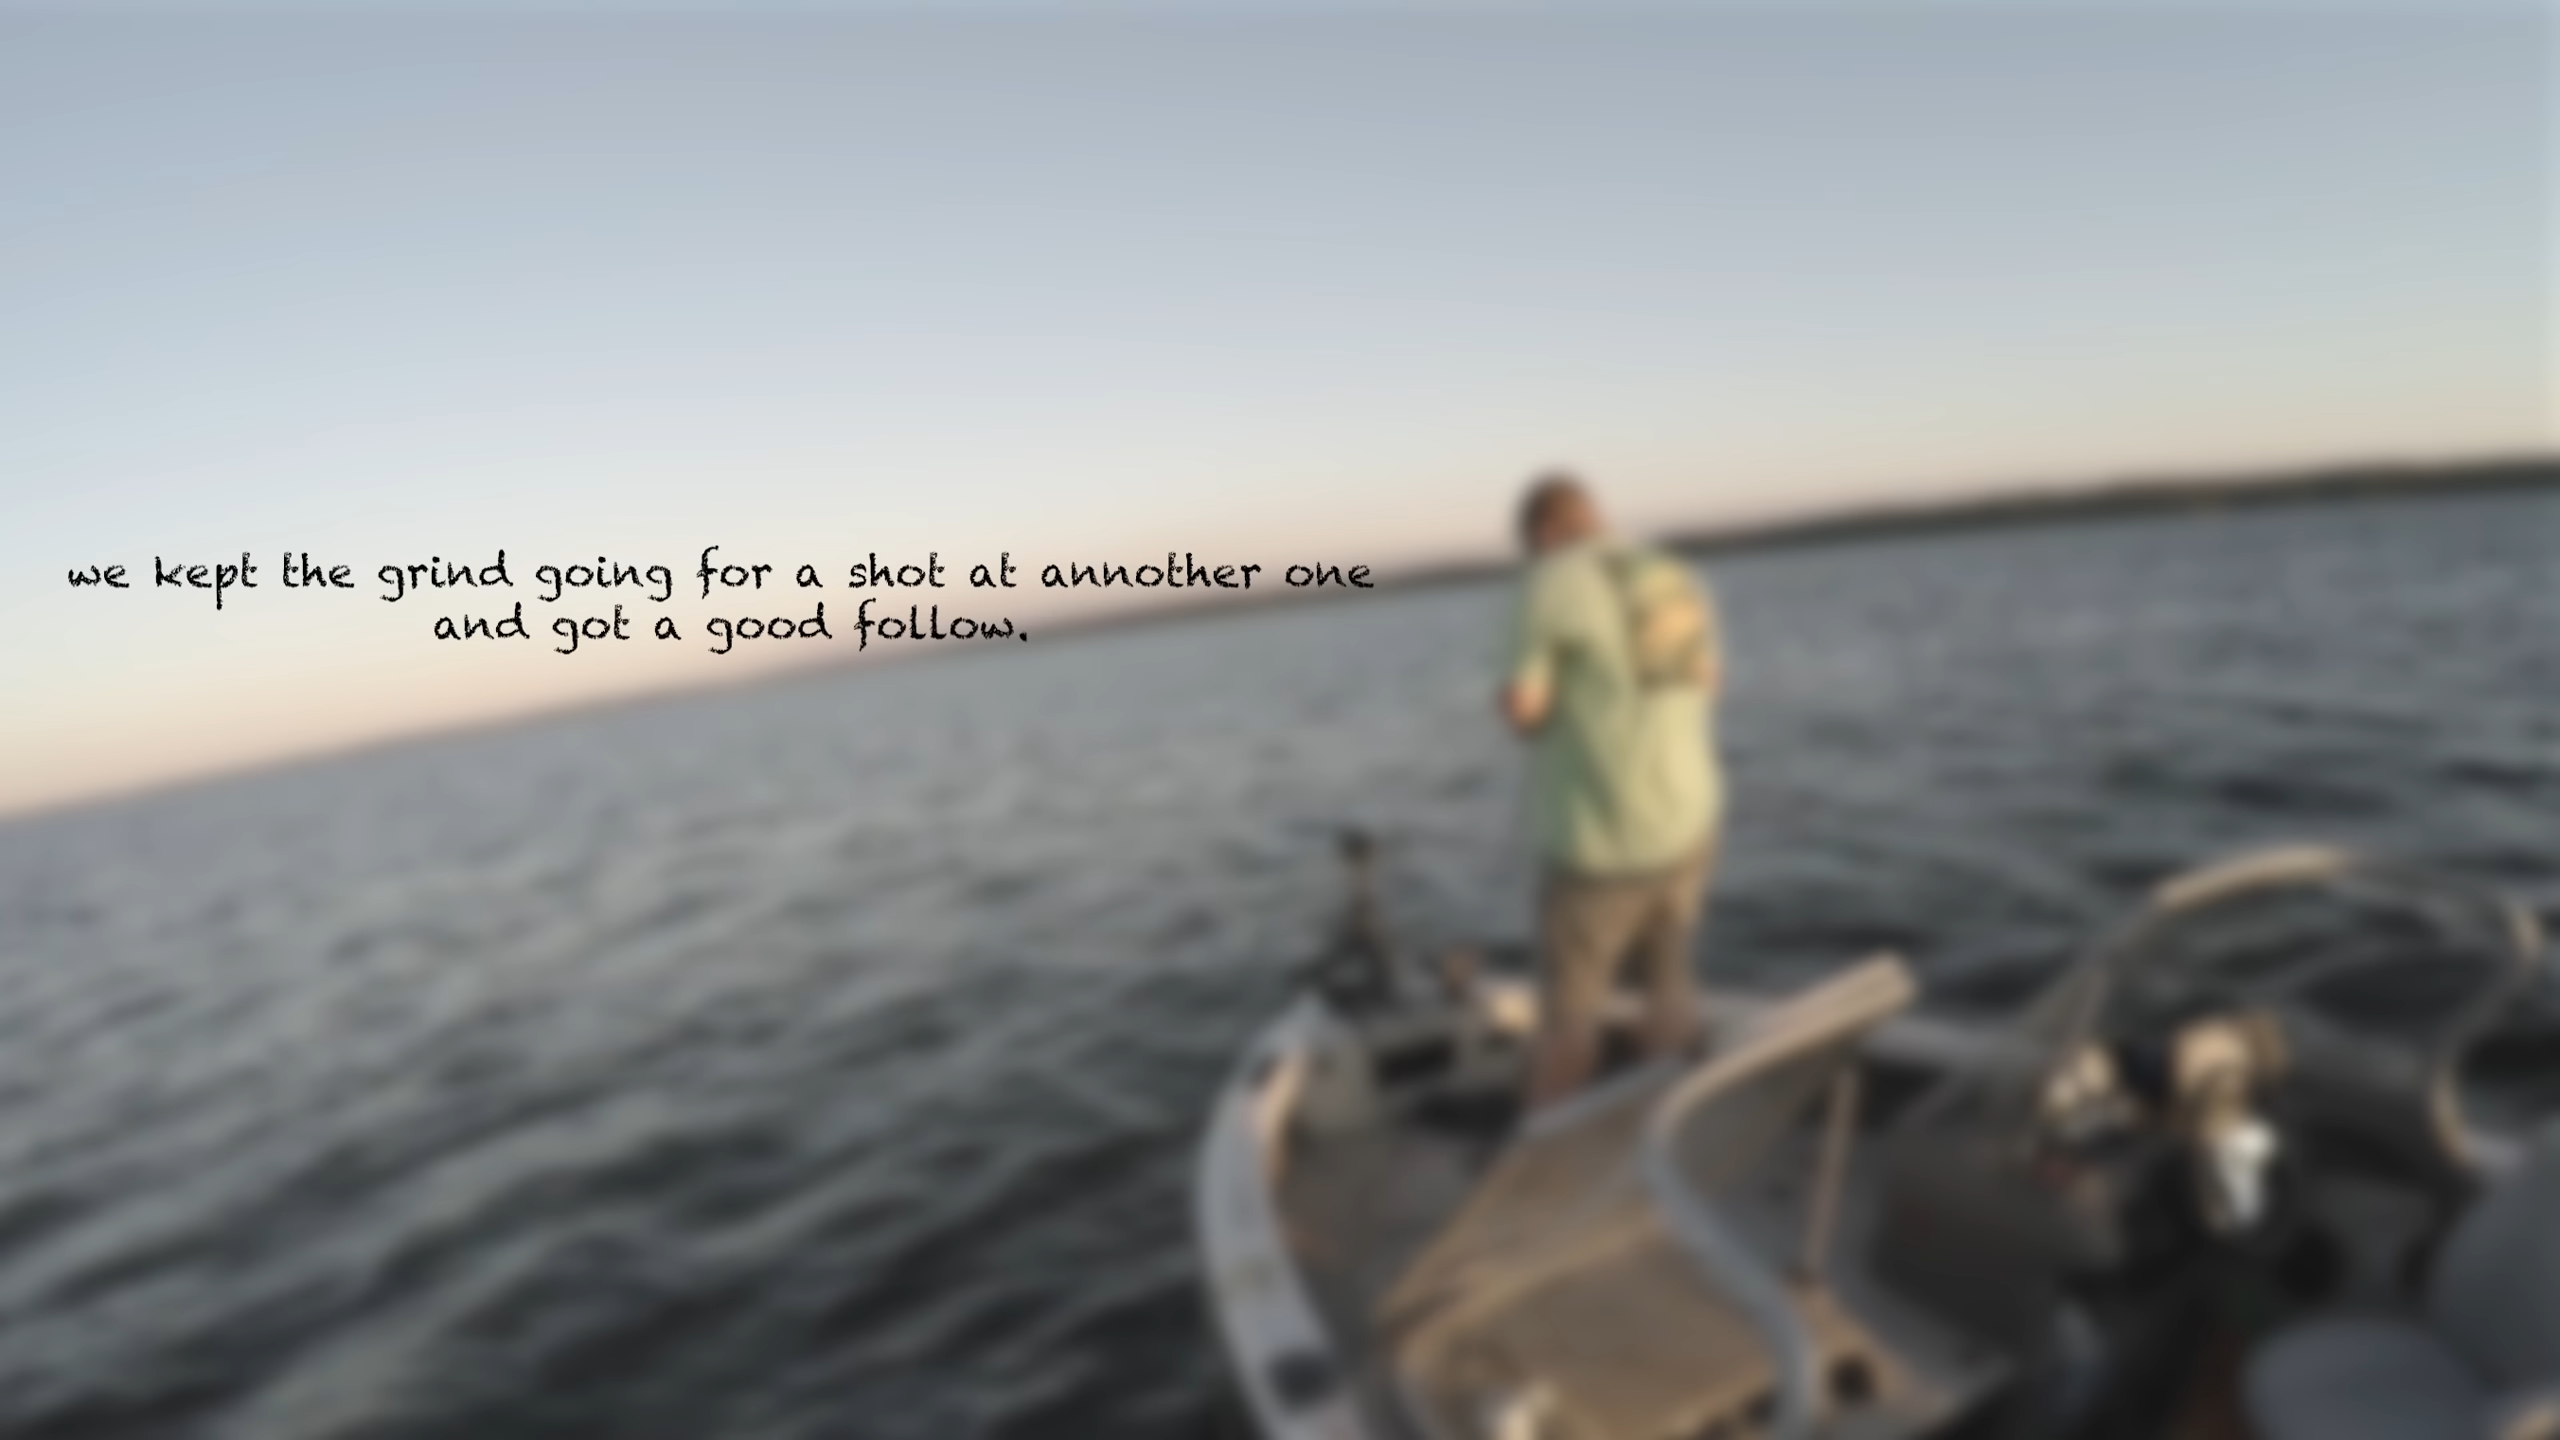 we kept the grind going for a shot at annother one
and got a good follow.